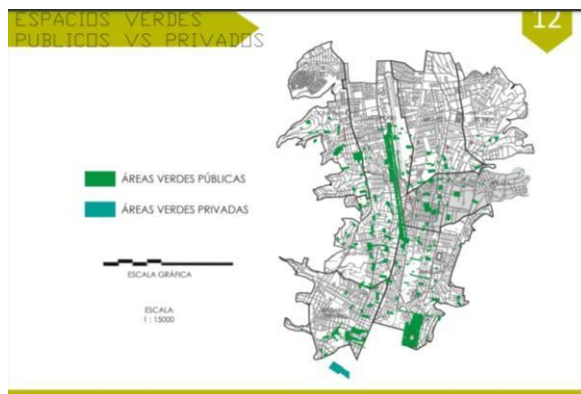 ESPACIOS VERDES
PUBLICOS VS PRIVADOS
12
ÁREAS VERDES PÚBLICAS
ÁREAS VERDES PRIVADAS
ESCALA GRÁFICA
ESCALA
1 : 15000